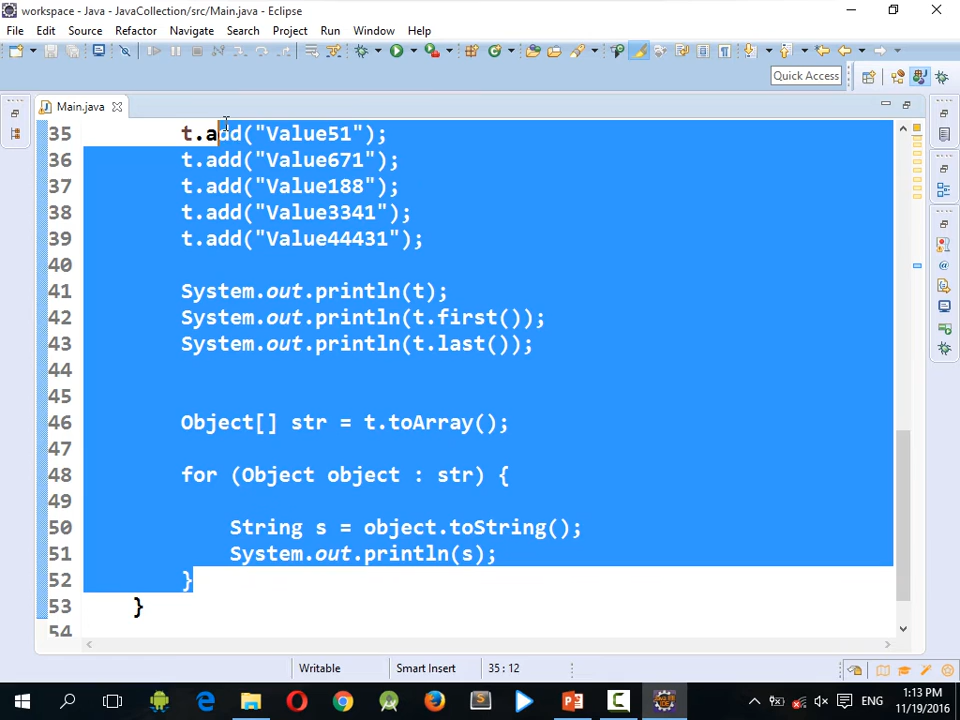 workspace - Java - JavaCollection/src/Main.java - Eclipse
File Edit Source Refactor Navigate Search Project Run Window Help
Quick Access
Main.java
35 t.add("Value51");
36 t.add("Value671");
37 t.add("Value188");
38 t.add("Value3341");
39 t.add("Value44431");
40
41 System.out.println(t);
42 System.out.println(t.first());
43 System.out.println(t.last());
44
45
46 Object[] str = t.toArray();
47
48 for (Object object : str) {
49
50 String s = object.toString();
51 System.out.println(s);
52 }
53 }
54
Writable Smart Insert 35 : 12
ENG
1:13 PM
11/19/2016